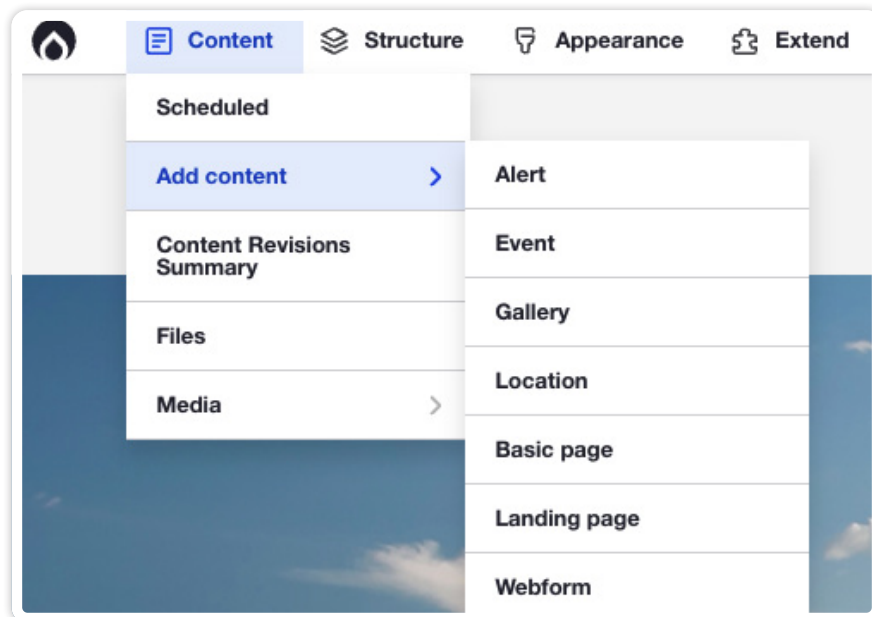 Content
Structure
Appearance
Extend
Scheduled
Add content
Content Revisions
Summary
Files
Media
Alert
Event
Gallery
Location
Basic page
Landing page
Webform